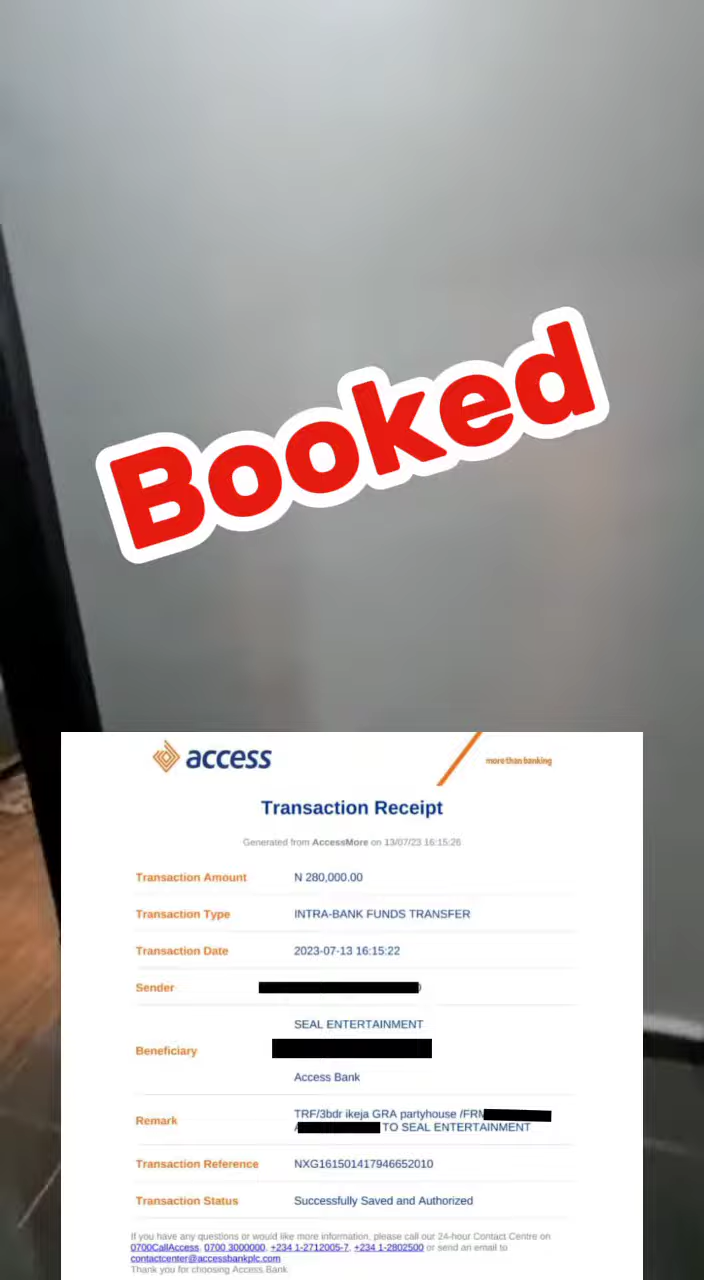 Booked
access
more than banking
Transaction Receipt
Generated from AccessMore on 13/07/23 16:15:26
Transaction Amount N 280,000.00
Transaction Type INTRA-BANK FUNDS TRANSFER
Transaction Date 2023-07-13 16:15:22
Sender
SEAL ENTERTAINMENT
Beneficiary
Access Bank
Remark
TRF/3bdr ikeja GRA partyhouse /FRM
TO SEAL ENTERTAINMENT
Transaction Reference NXG161501417946652010
Transaction Status Successfully Saved and Authorized
If you have any questions or would like more information, please call our 24-hour Contact Centre on
0700CallAccess, 0700 3000000, +234 1-2712005-7, +234 1-2802500 or send an email to
contactcenter@accessbankplc.com
Thank you for choosing Access Bank.